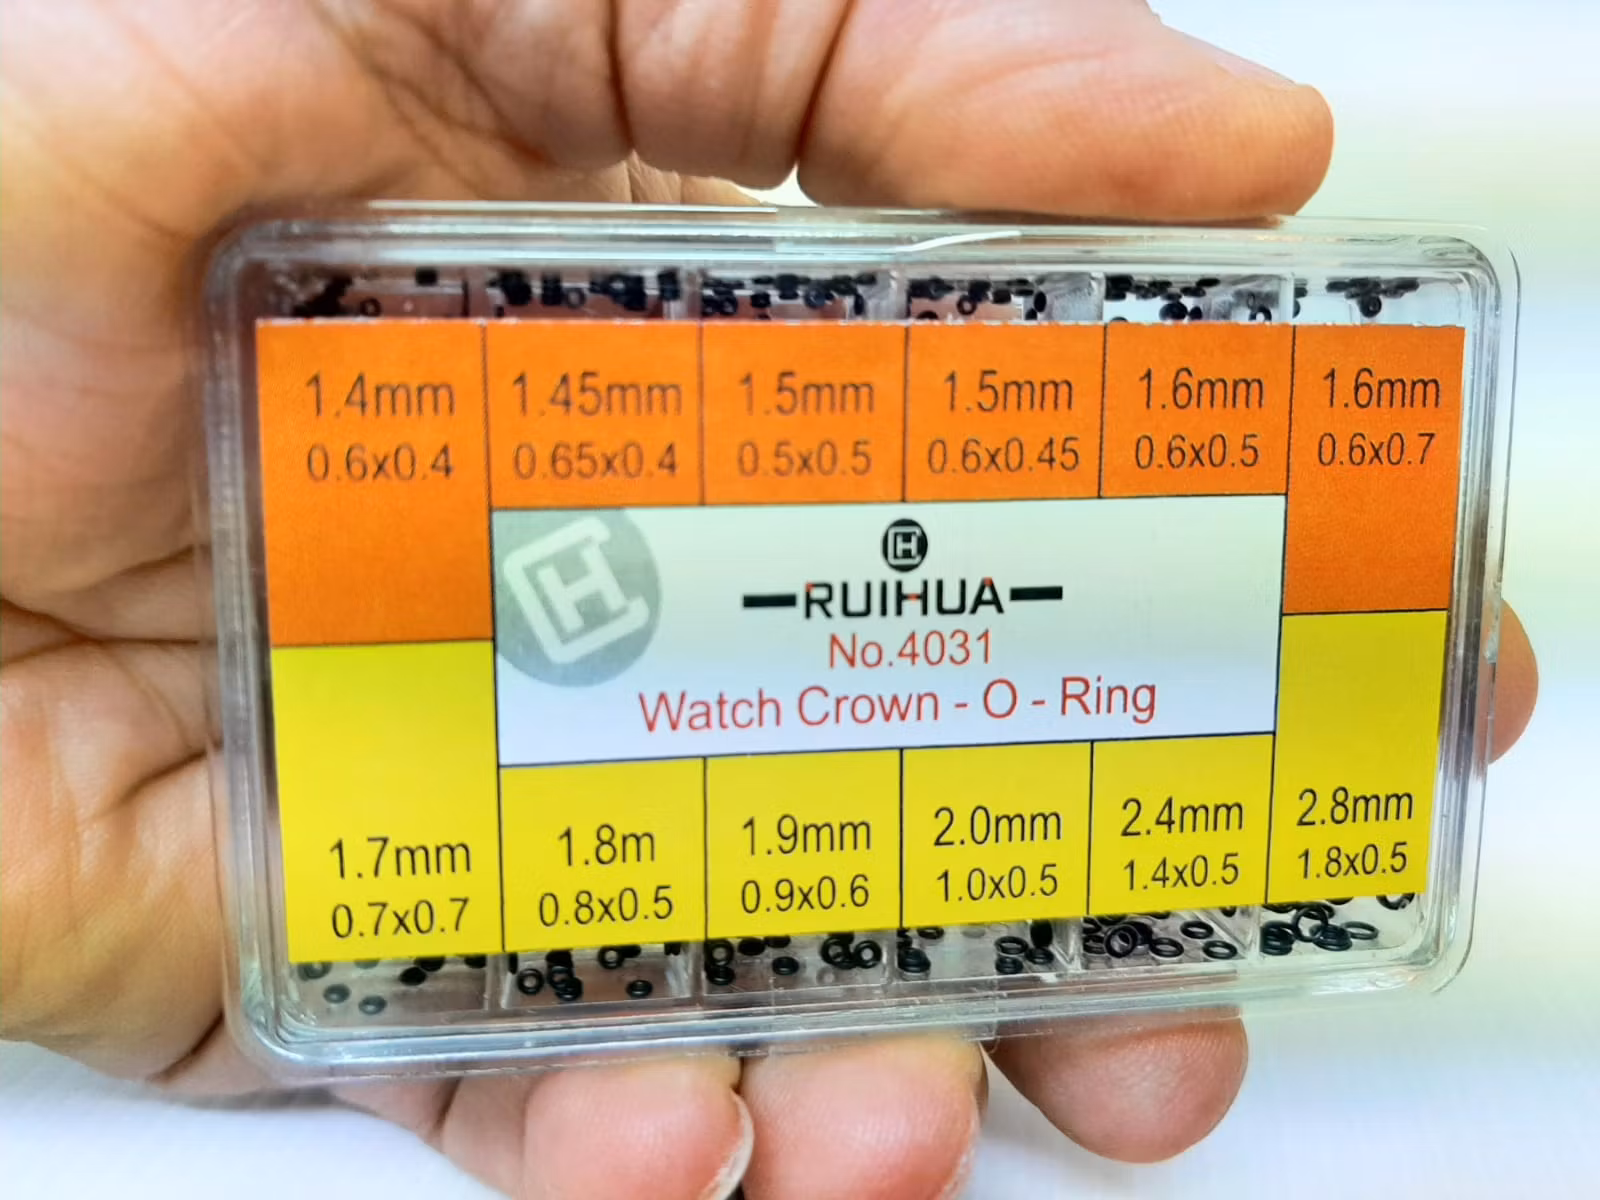 1.4mm
0.6x0.4
1.45mm
0.65x0.4
1.5mm
0.5x0.5
1.5mm
0.6x0.45
1.6mm
0.6x0.5
1.6mm
0.6x0.7
RUIHUA
No.4031
Watch Crown - O - Ring
1.7mm
0.7x0.7
1.8m
0.8x0.5
1.9mm
0.9x0.6
2.0mm
1.0x0.5
2.4mm
1.4x0.5
2.8mm
1.8x0.5